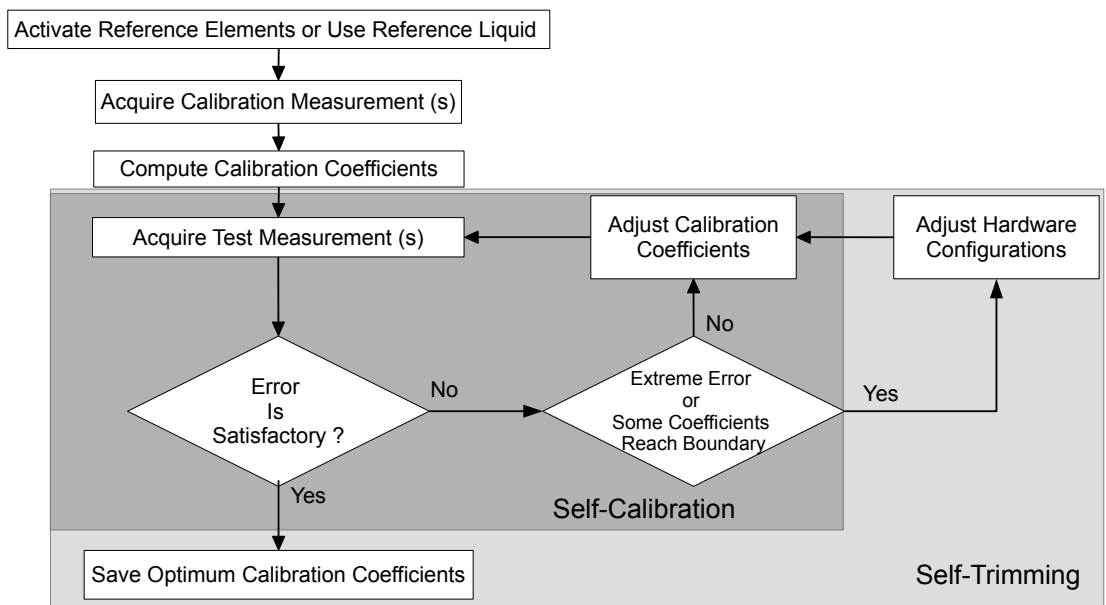 Activate Reference Elements or Use Reference Liquid
Acquire Calibration Measurement (s)
Compute Calibration Coefficients
Acquire Test Measurement (s)
Adjust Calibration
Coefficients
Adjust Hardware
Configurations
Error
Is
Satisfactory ?
No
Extreme Error
or
Some Coefficients
Reach Boundary
No
Yes
Yes
Self-Calibration
Save Optimum Calibration Coefficients
Self-Trimming